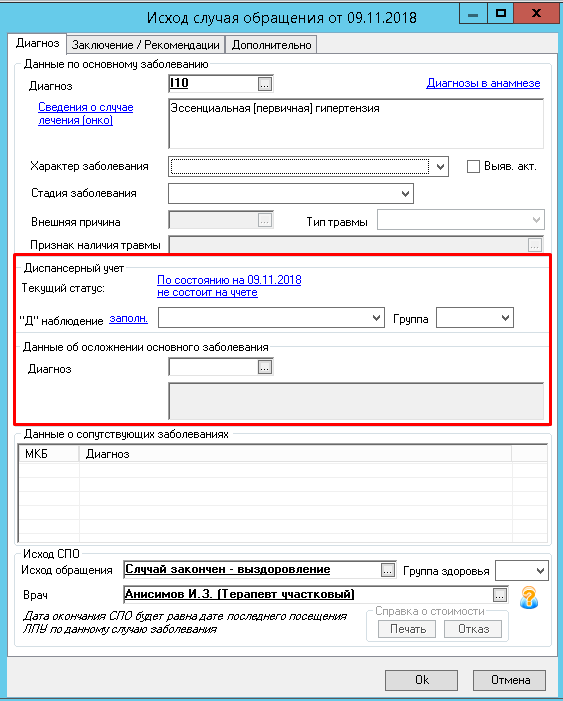 Исход случая обращения от 09.11.2018
Диагноз
Заключение / Рекомендации
Дополнительно
Данные по основному заболеванию
Диагноз
I10
...
Диагнозы в анамнезе
Сведения о случае
лечения (онко)
Эссенциальная [первичная] гипертензия
Характер заболевания
Выяв. акт.
Стадия заболевания
Внешняя причина
...
Тип травмы
Признак наличия травмы
...
Диспансерный учет
Текущий статус:
По состоянию на 09.11.2018
не состоит на учете
"Д" наблюдение
заполн.
Группа
Данные об осложнении основного заболевания
Диагноз
...
Данные о сопутствующих заболеваниях
МКБ
Диагноз
Исход СПО
Исход обращения
Случай закончен - выздоровление
...
Группа здоровья
Врач
Анисимов И.З. (Терапевт участковый)
...
Дата окончания СПО будет равна дате последнего посещения
ЛПУ по данному случаю заболевания
Справка о стоимости
Печать
Отказ
Ok
Отмена